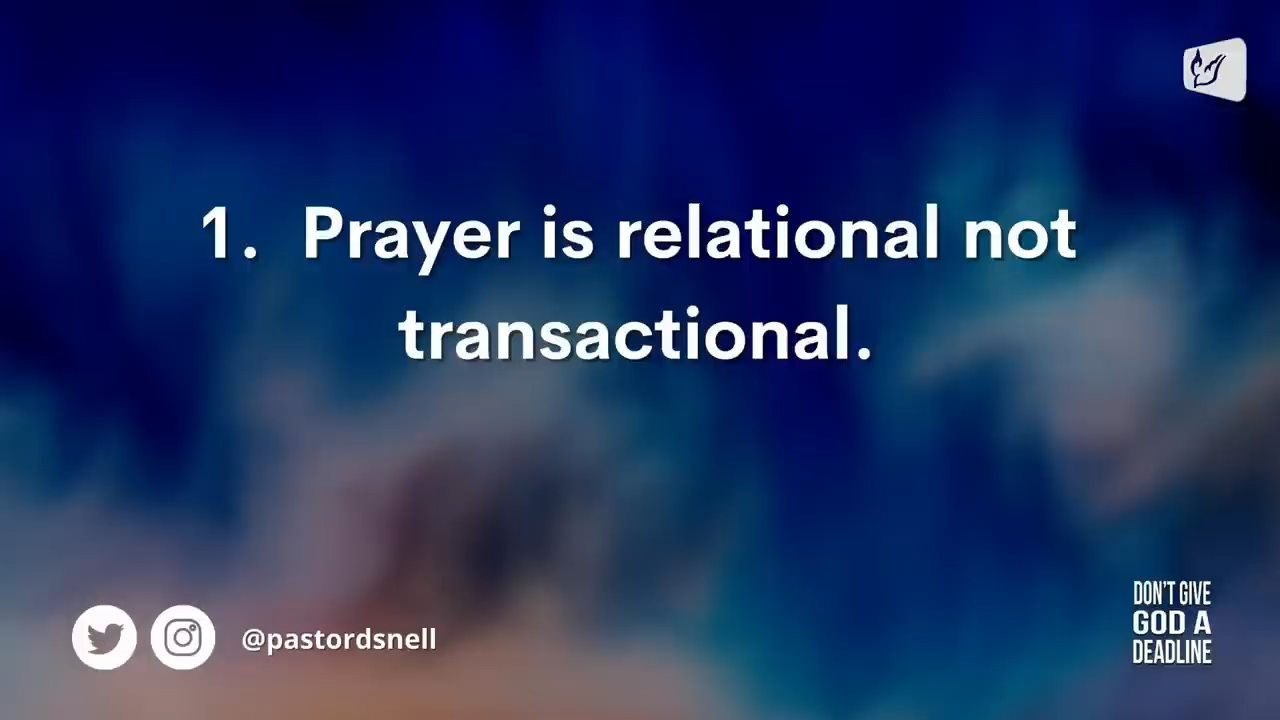 1. Prayer is relational not
transactional.
@pastordsnell
DON'T GIVE
GOD A
DEADLINE